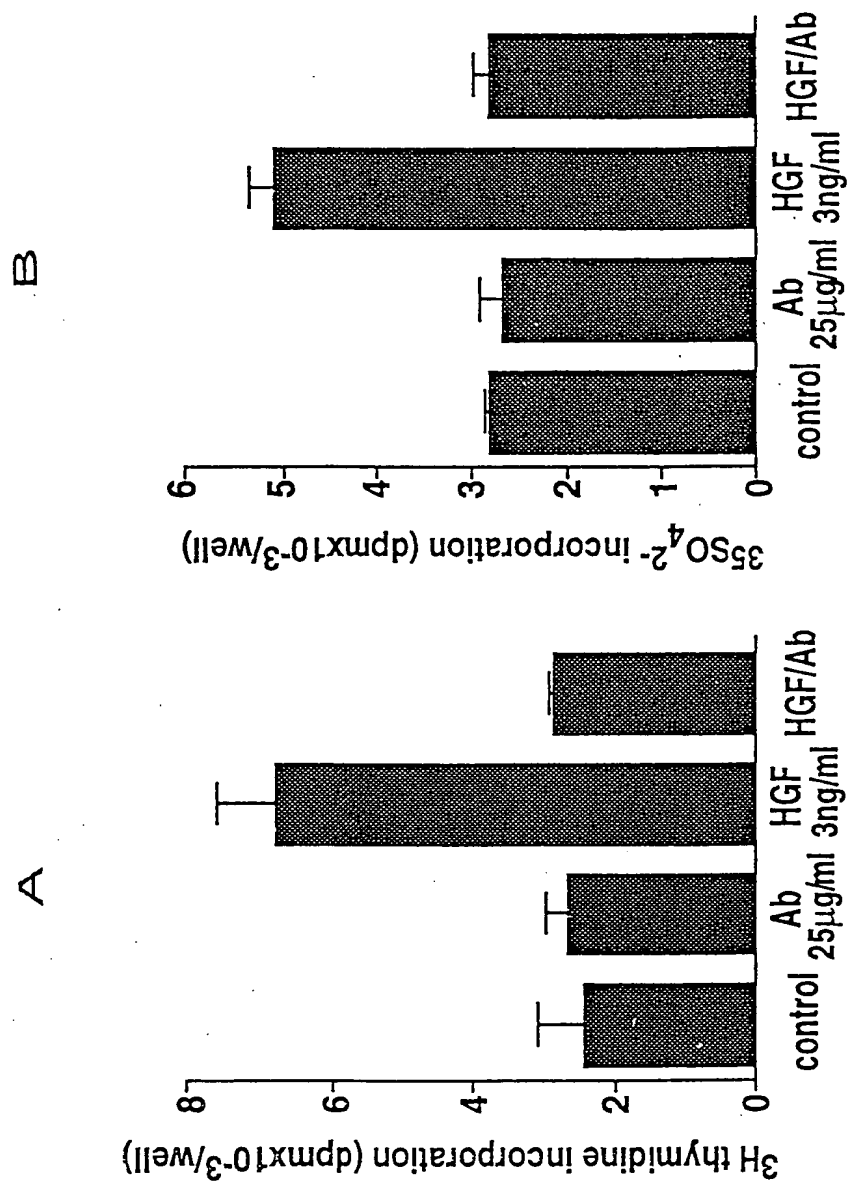 A
³H thymidine incorporation (dpmx10⁻³/well)
8
6
4
2
0
control
Ab
25µg/ml
HGF
3ng/ml
HGF/Ab
B
³⁵SO₄²⁻ incorporation (dpmx10⁻³/well)
6
5
4
3
2
1
0
control
Ab
25µg/ml
HGF
3ng/ml
HGF/Ab